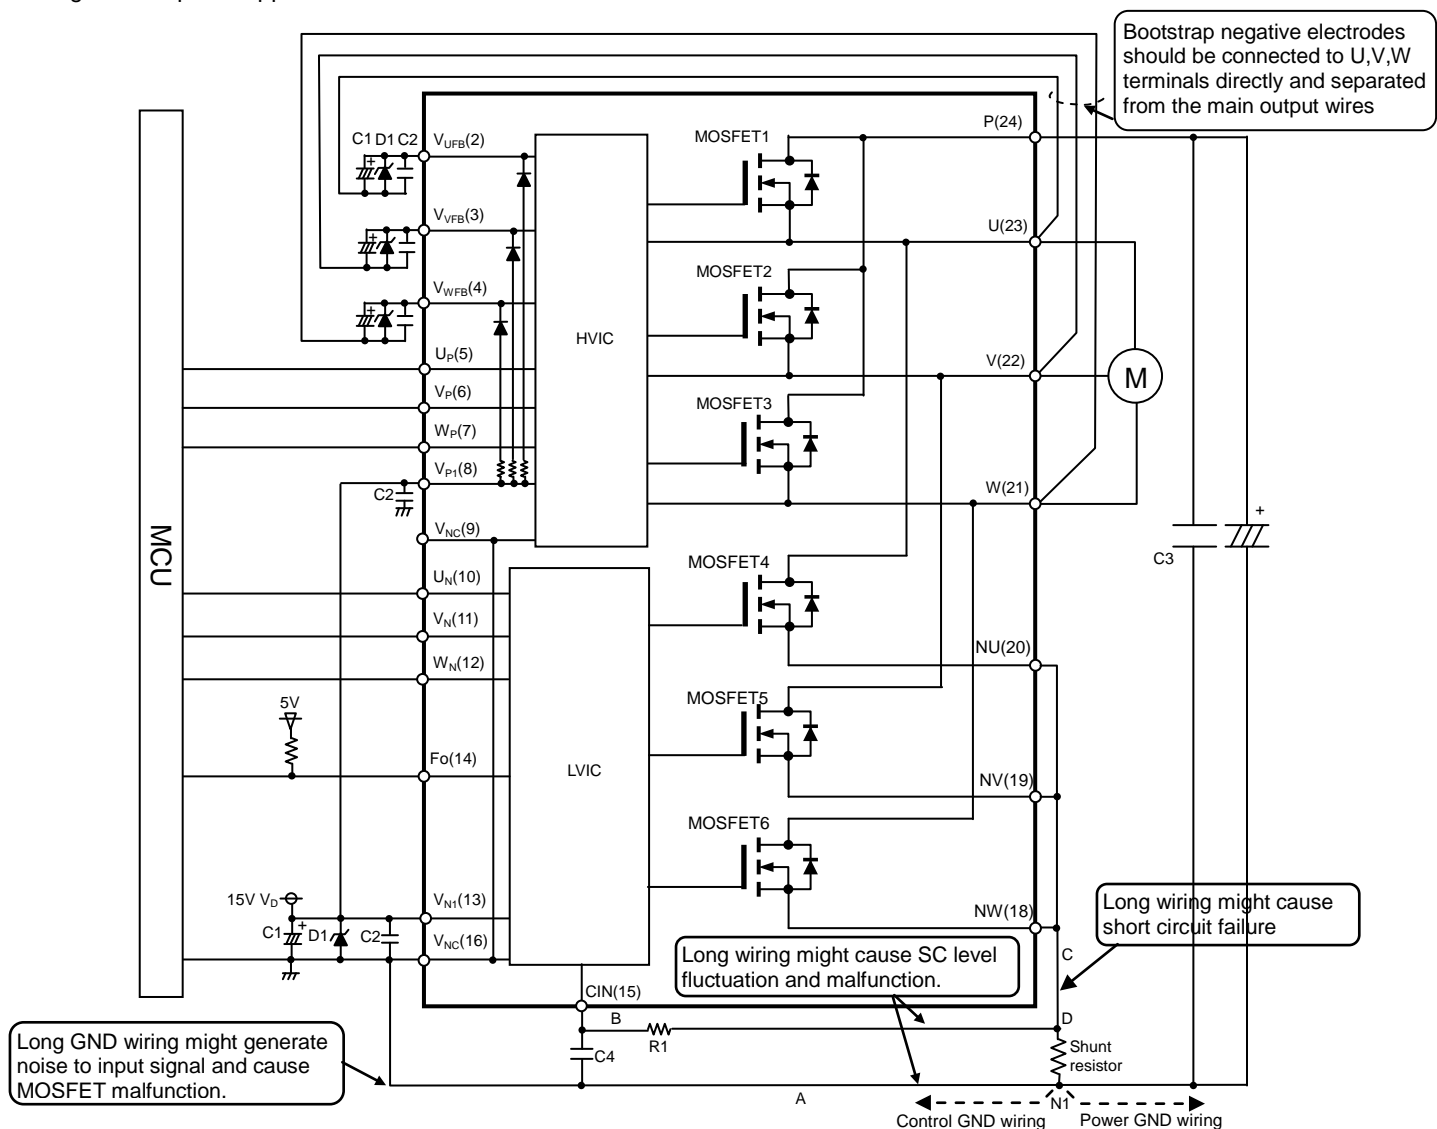 Bootstrap negative electrodes
should be connected to U,V,W
terminals directly and separated
from the main output wires
C1 D1 C2
VUFB(2)
MOSFET1
P(24)
VVFB(3)
U(23)
MOSFET2
VWFB(4)
HVIC
UP(5)
V(22)
M
VP(6)
MOSFET3
WP(7)
VP1(8)
C2
W(21)
+
MCU
VNC(9)
C3
MOSFET4
UN(10)
VN(11)
NU(20)
WN(12)
5V
MOSFET5
Fo(14)
LVIC
NV(19)
MOSFET6
15V VD
VN1(13)
NW(18)
Long wiring might cause
short circuit failure
C1
+
D1
C2
VNC(16)
Long wiring might cause SC level
fluctuation and malfunction.
C
CIN(15)
B
D
R1
Long GND wiring might generate
noise to input signal and cause
MOSFET malfunction.
C4
Shunt
resistor
A
N1
Control GND wiring
Power GND wiring